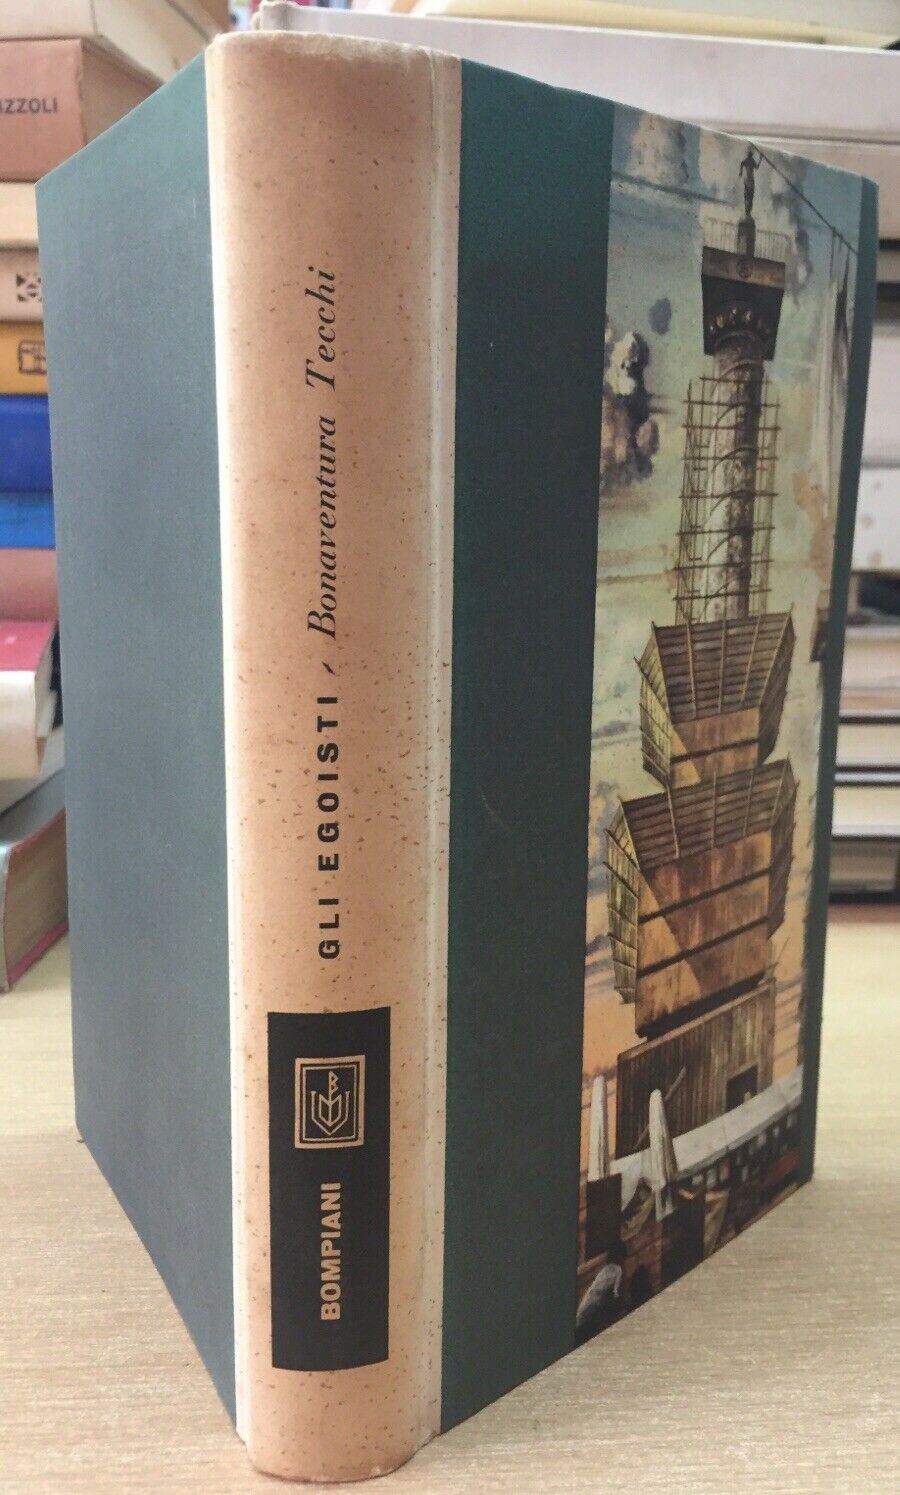 GLI EGOISTI / Bonaventura Tecchi
BOMPIANI
IZZOLI